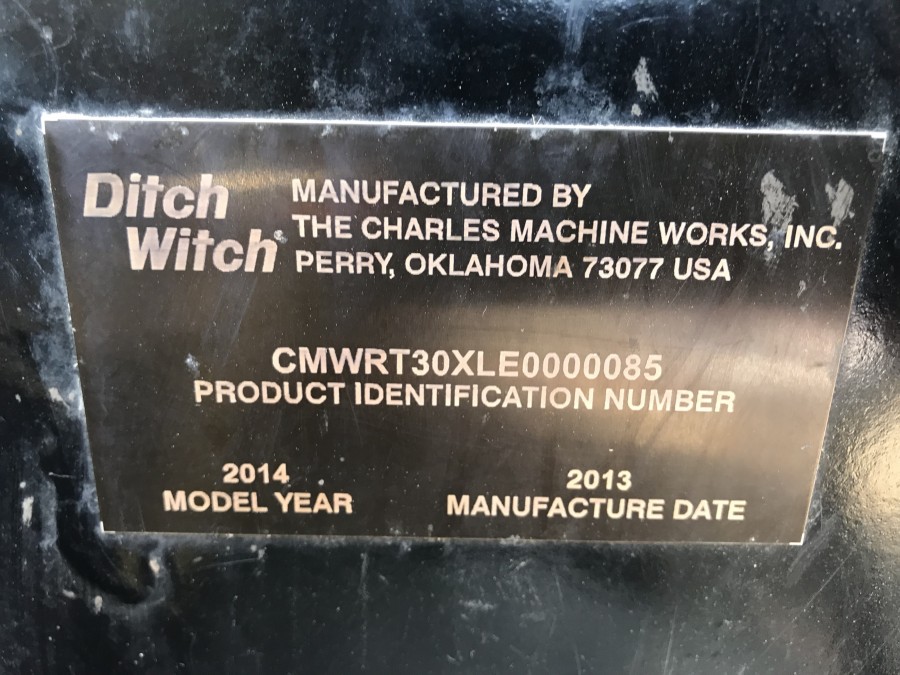 Ditch
Witch®
MANUFACTURED BY
THE CHARLES MACHINE WORKS, INC.
PERRY, OKLAHOMA 73077 USA
CMWRT30XLE0000085
PRODUCT IDENTIFICATION NUMBER
2014
MODEL YEAR
2013
MANUFACTURE DATE